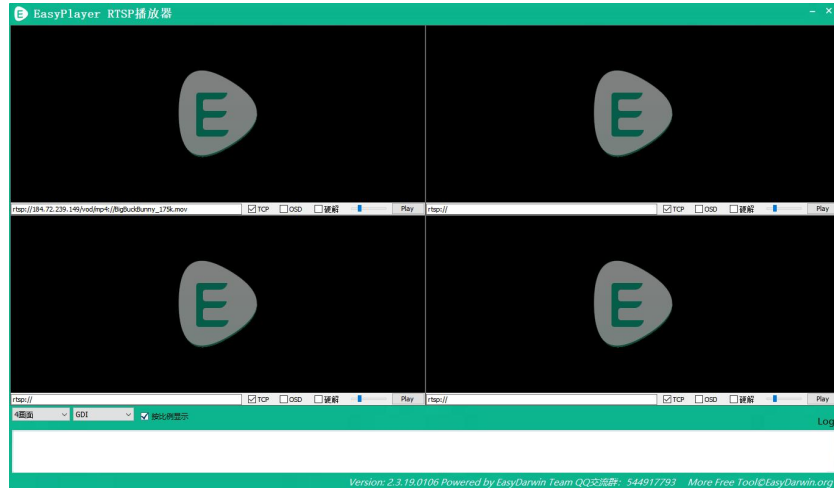 EasyPlayer RTSP播放器
E
E
rtsp://184.72.239.149/vod/mp4://BigBuckBunny_175k.mov TCP OSD 硬解 Play
rtsp:// TCP OSD 硬解 Play
E
E
rtsp:// TCP OSD 硬解 Play
rtsp:// TCP OSD 硬解 Play
4画面 GDI 按比例显示
Log
Version: 2.3.19.0106 Powered by EasyDarwin Team QQ交流群: 544917793 More Free Tool@EasyDarwin.org